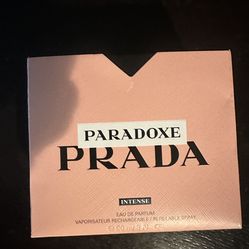 PARADOXE
PRADA
INTENSE
EAU DE PARFUM
VAPORISATEUR RECHARGEABLE / REFILLABLE SPRAY